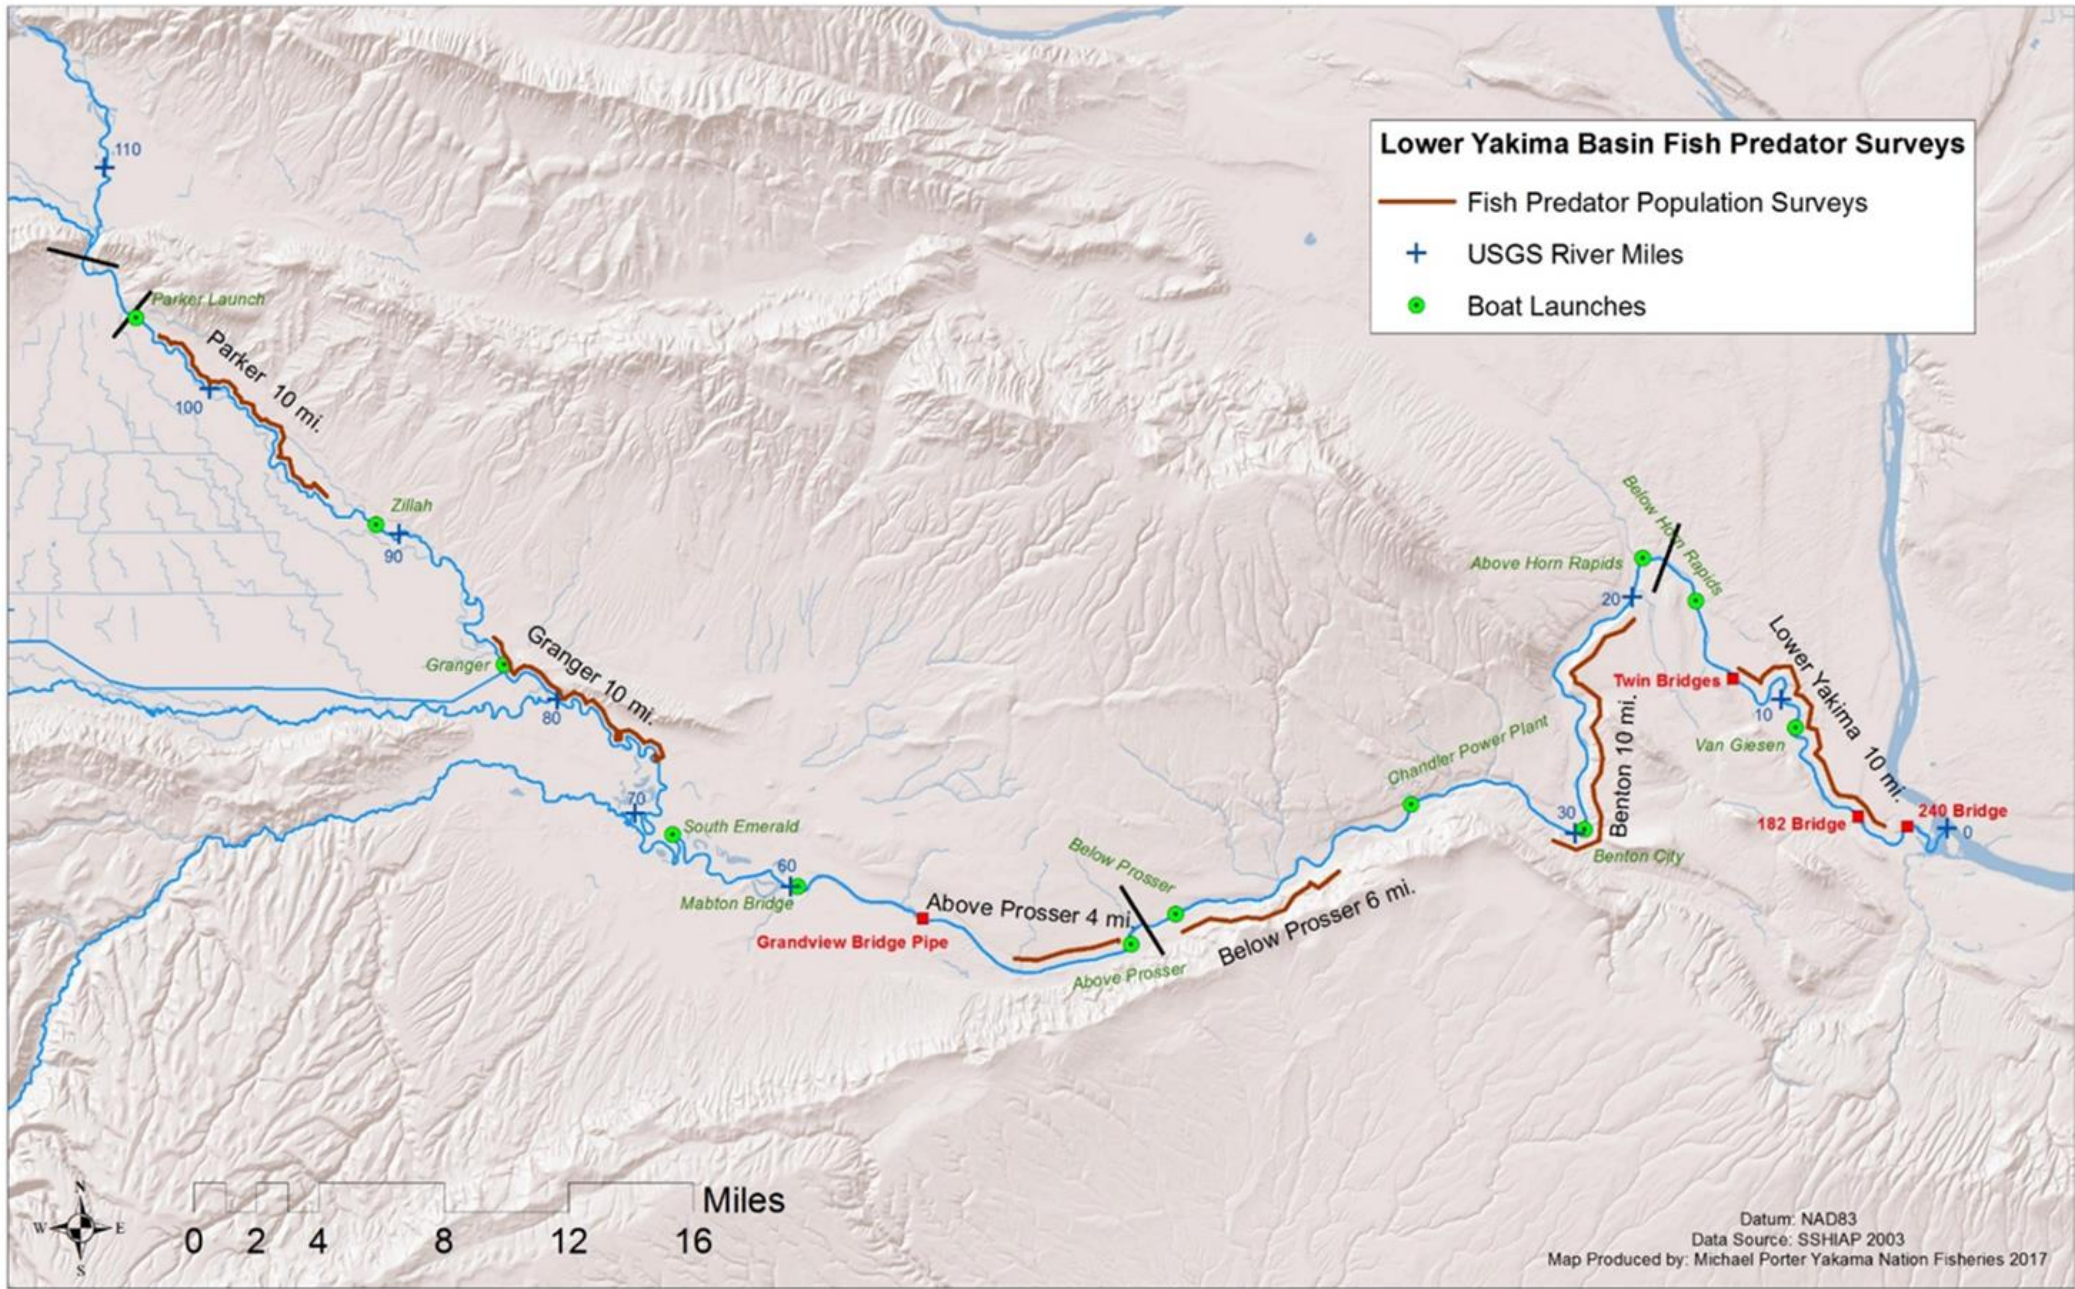 Lower Yakima Basin Fish Predator Surveys
Fish Predator Population Surveys
USGS River Miles
Boat Launches
110
Parker Launch
Parker 10 mi.
100
Zillah
90
Granger
Granger 10 mi.
80
70
South Emerald
60
Mabton Bridge
Grandview Bridge Pipe
Above Prosser 4 mi.
Below Prosser
Above Prosser
Below Prosser 6 mi.
Chandler Power Plant
30
Benton City
Benton 10 mi.
20
Above Horn Rapids
Below Horn Rapids
Twin Bridges
Lower Yakima 10 mi.
10
Van Giesen
182 Bridge
240 Bridge
0
N
W E
S
Miles
0 2 4 8 12 16
Datum: NAD83
Data Source: SSHIAP 2003
Map Produced by: Michael Porter Yakama Nation Fisheries 2017